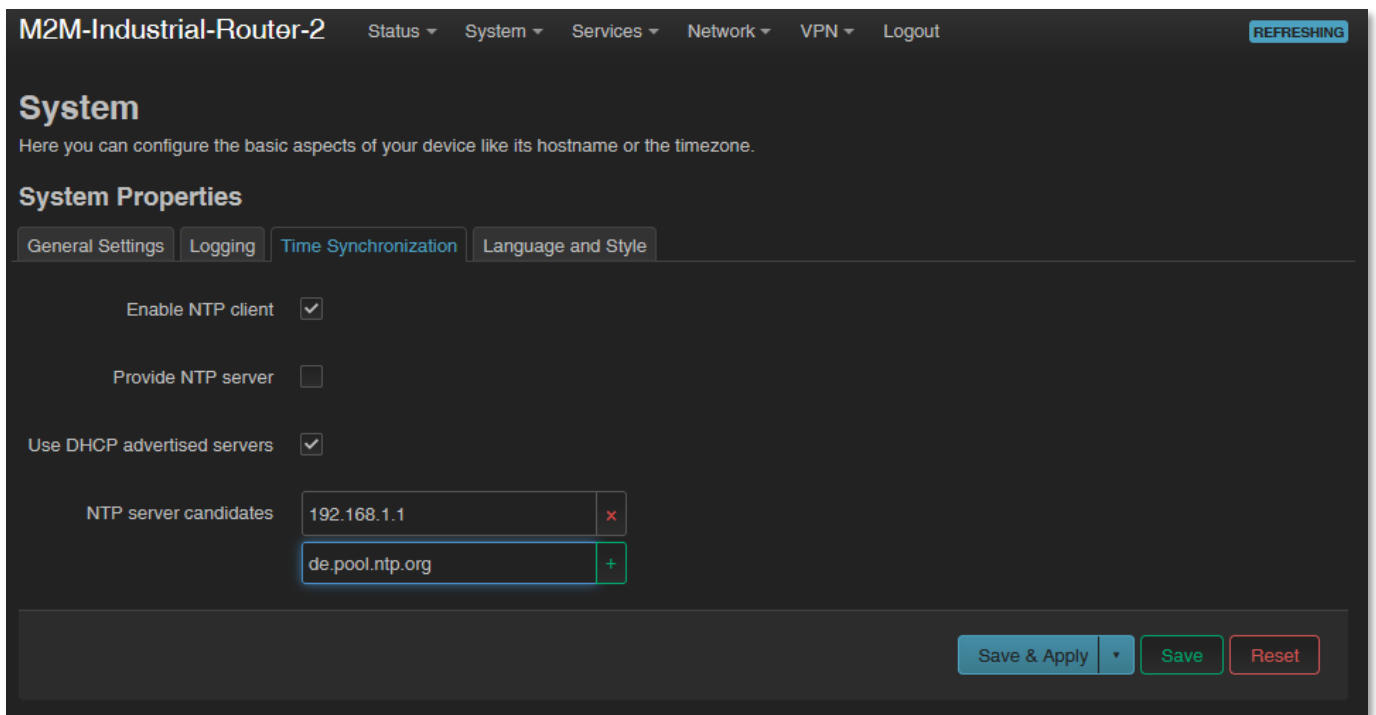 M2M-Industrial-Router-2 Status System Services Network VPN Logout REFRESHING
System
Here you can configure the basic aspects of your device like its hostname or the timezone.
System Properties
General Settings Logging Time Synchronization Language and Style
Enable NTP client
Provide NTP server
Use DHCP advertised servers
NTP server candidates 192.168.1.1 ×
de.pool.ntp.org +
Save & Apply Save Reset